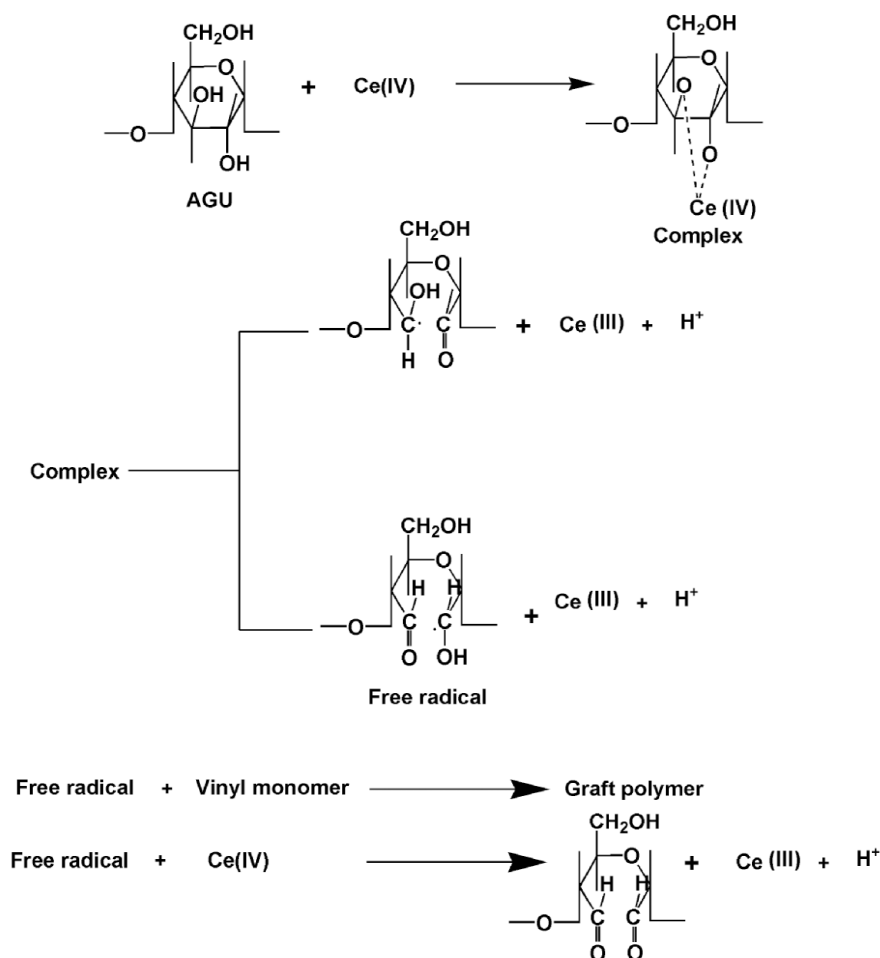 CH₂OH
O
OH
O
OH
AGU
+ Ce(IV)
CH₂OH
O
O
O
O
Ce (IV)
Complex
CH₂OH
O
OH
O
C·
C
H
O
+ Ce (III) + H⁺
Complex
CH₂OH
O
H
H
O
C
·C
O
OH
+ Ce (III) + H⁺
Free radical
Free radical + Vinyl monomer Graft polymer
Free radical + Ce(IV)
CH₂OH
O
+ Ce (III) + H⁺
H
H
O
C
C
O
O